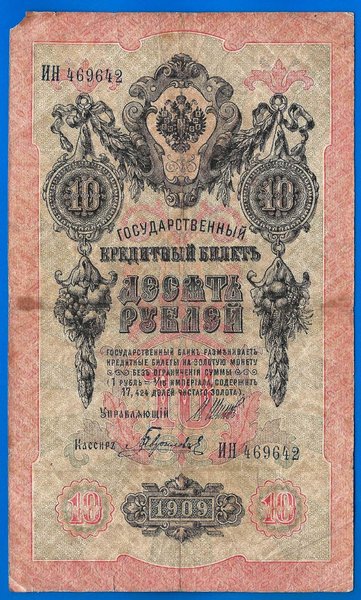 ИН 469642
10 10
ГОСУДАРСТВЕННЫЙ
КРЕДИТНЫЙ БИЛЕТЪ
ДЕСЯТЬ
РУБЛЕЙ
ГОСУДАРСТВЕННЫЙ БАНКЪ РАЗМѢНИВАЕТЪ
КРЕДИТНЫЕ БИЛЕТЫ НА ЗОЛОТУЮ МОНЕТУ
БЕЗЪ ОГРАНИЧЕНІЯ СУММЫ
(1 РУБЛЬ = 1/15 ИМПЕРІАЛА, СОДЕРЖИТЪ
17,424 ДОЛЕЙ ЧИСТАГО ЗОЛОТА).
УПРАВЛЯЮЩІЙ
КАССИРЪ
ИН 469642
10 1909 10